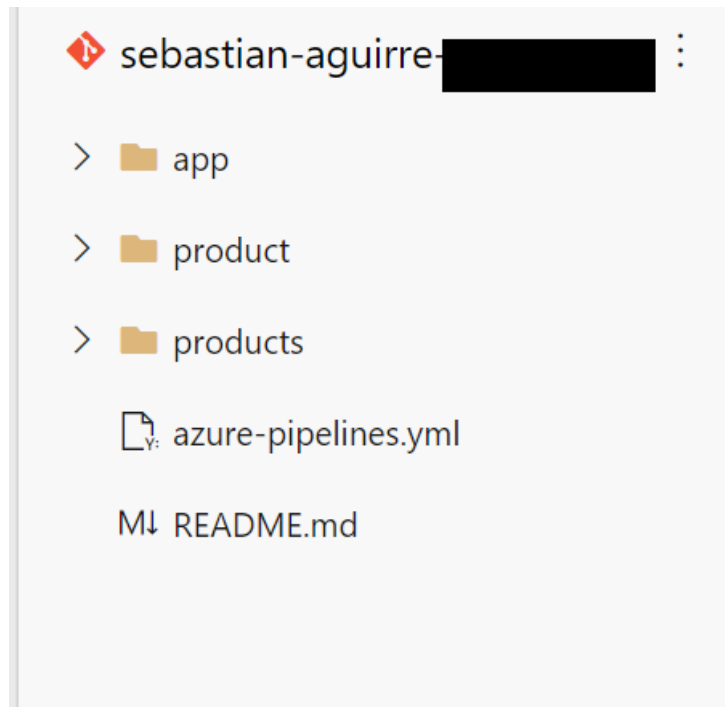 sebastian-aguirre-
app
product
products
azure-pipelines.yml
M↓ README.md